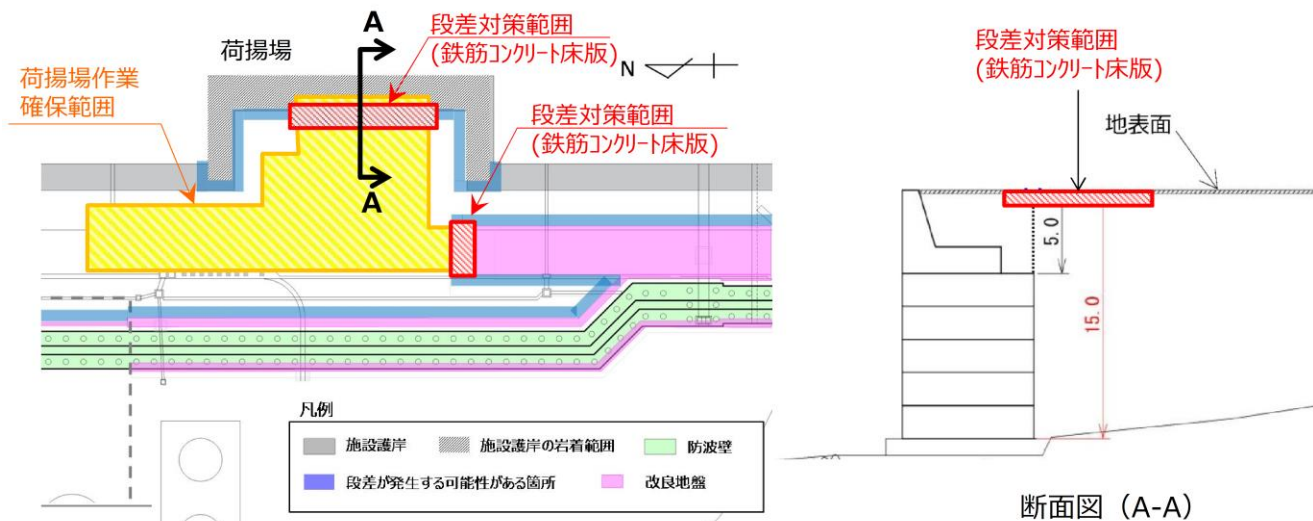 荷揚場
A
段差対策範囲
(鉄筋コンクリート床版)
N
荷揚場作業
確保範囲
段差対策範囲
(鉄筋コンクリート床版)
A
段差対策範囲
(鉄筋コンクリート床版)
地表面
5.0
15.0
凡例
施設護岸
施設護岸の岩着範囲
防波壁
段差が発生する可能性がある箇所
改良地盤
断面図（A-A）